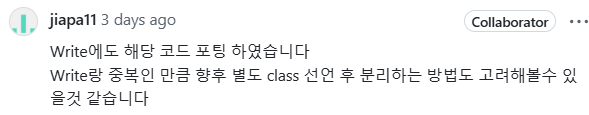 jiapa11 3 days ago
Collaborator
Write에도 해당 코드 포팅 하였습니다
Write랑 중복인 만큼 향후 별도 class 선언 후 분리하는 방법도 고려해볼수 있
을것 같습니다